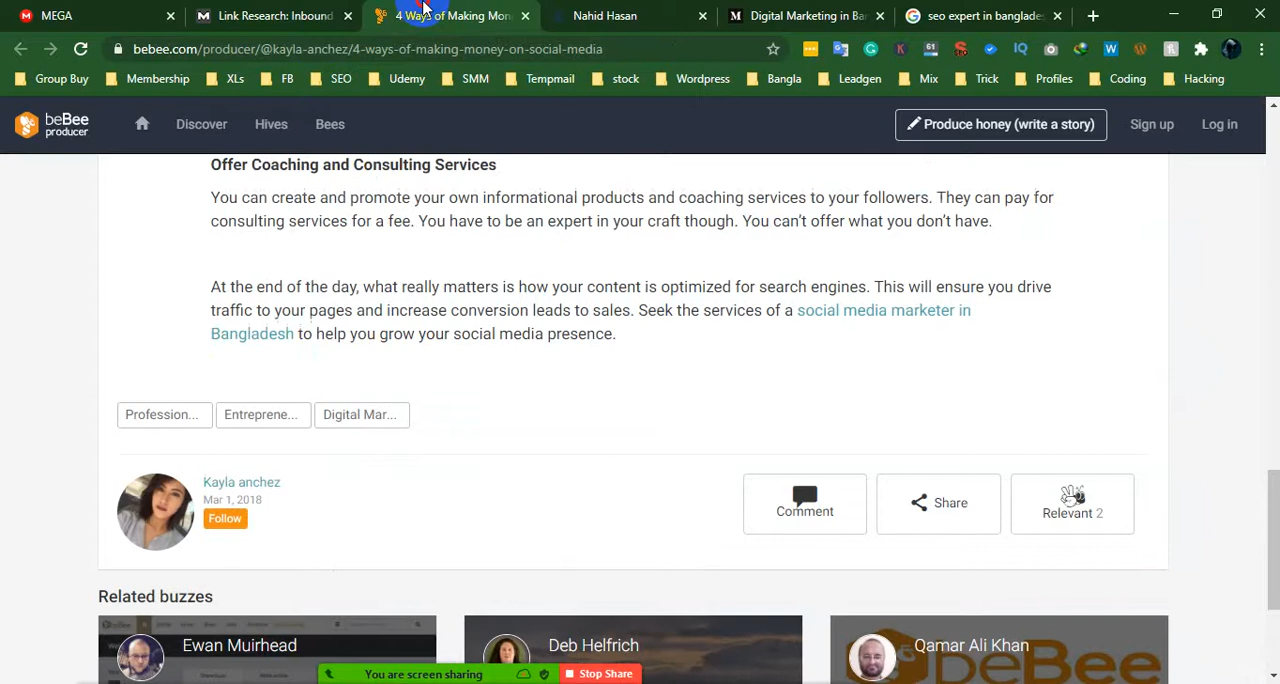 MEGA
Link Research: Inbound
4 Ways of Making Mon
Nahid Hasan
Digital Marketing in Ba
seo expert in banglades
bebee.com/producer/@kayla-anchez/4-ways-of-making-money-on-social-media
Group Buy
Membership
XLs
FB
SEO
Udemy
SMM
Tempmail
stock
Wordpress
Bangla
Leadgen
Mix
Trick
Profiles
Coding
Hacking
beBee producer
Discover
Hives
Bees
Produce honey (write a story)
Sign up
Log in
Offer Coaching and Consulting Services
You can create and promote your own informational products and coaching services to your followers. They can pay for
consulting services for a fee. You have to be an expert in your craft though. You can’t offer what you don’t have.
At the end of the day, what really matters is how your content is optimized for search engines. This will ensure you drive
traffic to your pages and increase conversion leads to sales. Seek the services of a social media marketer in
Bangladesh to help you grow your social media presence.
Profession...
Entreprene...
Digital Mar...
Kayla anchez
Mar 1, 2018
Follow
Comment
Share
Relevant 2
Related buzzes
Ewan Muirhead
Deb Helfrich
Qamar Ali Khan
beBee
You are screen sharing
Stop Share